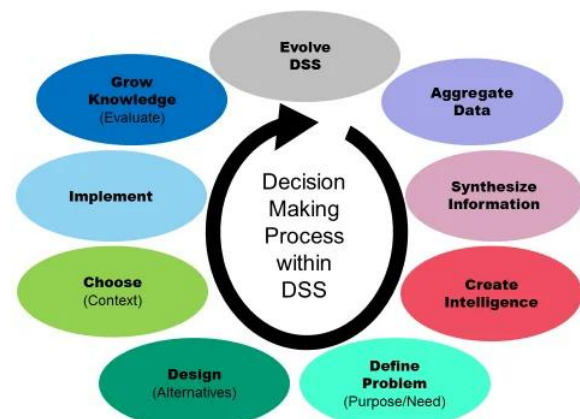 Evolve
DSS
Aggregate
Data
Synthesize
Information
Create
Intelligence
Define
Problem
(Purpose/Need)
Design
(Alternatives)
Choose
(Context)
Implement
Grow
Knowledge
(Evaluate)
Decision
Making
Process
within
DSS